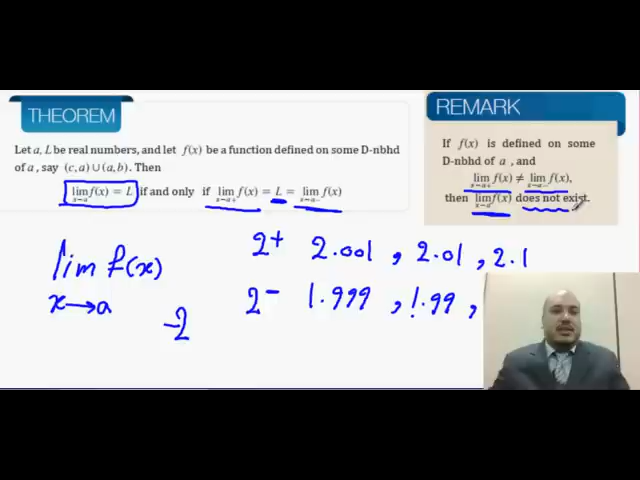 THEOREM
Let a, L be real numbers, and let f(x) be a function defined on some D-nbhd
of a, say (c, a) ∪ (a, b). Then
lim x→a f(x) = L if and only if lim x→a+ f(x) = L = lim x→a− f(x)
REMARK
If f(x) is defined on some
D-nbhd of a, and
lim x→a+ f(x) ≠ lim x→a− f(x),
then lim x→a f(x) does not exist.
lim f(x)
x→a
2+ 2.001, 2.01, 2.1
2− 1.999, 1.99,
-2